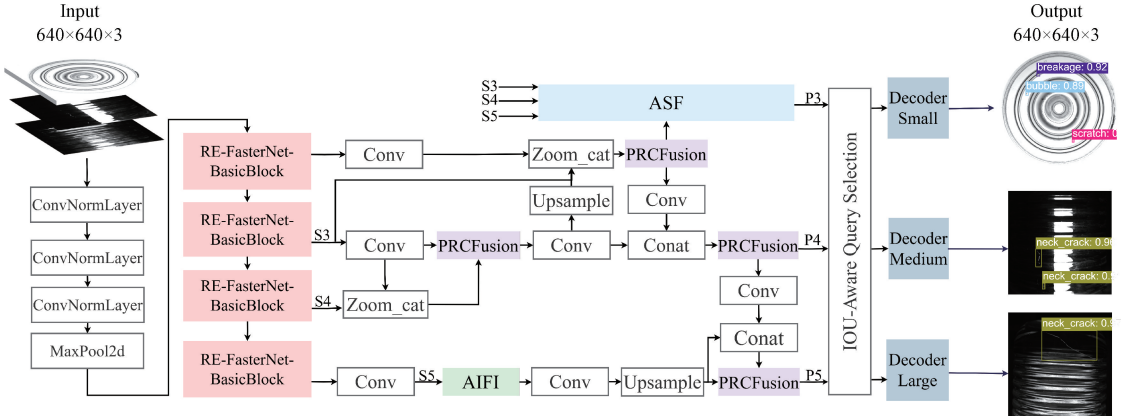 Input
640×640×3
ConvNormLayer
ConvNormLayer
ConvNormLayer
MaxPool2d
RE-FasterNet-
BasicBlock
RE-FasterNet-
BasicBlock
RE-FasterNet-
BasicBlock
RE-FasterNet-
BasicBlock
S3
S4
S5
ASF
P3
Conv
Zoom_cat
PRCFusion
Upsample
Conv
S3
Conv
PRCFusion
Conv
Conat
PRCFusion
P4
S4
Zoom_cat
Conv
Conat
Conv
S5
AIFI
Conv
Upsample
PRCFusion
P5
IOU-Aware Query Selection
Decoder
Small
Decoder
Medium
Decoder
Large
Output
640×640×3
breakage: 0.92
bubble: 0.89
scratch:
neck_crack: 0.96
neck_crack: 0.
neck_crack: 0.9